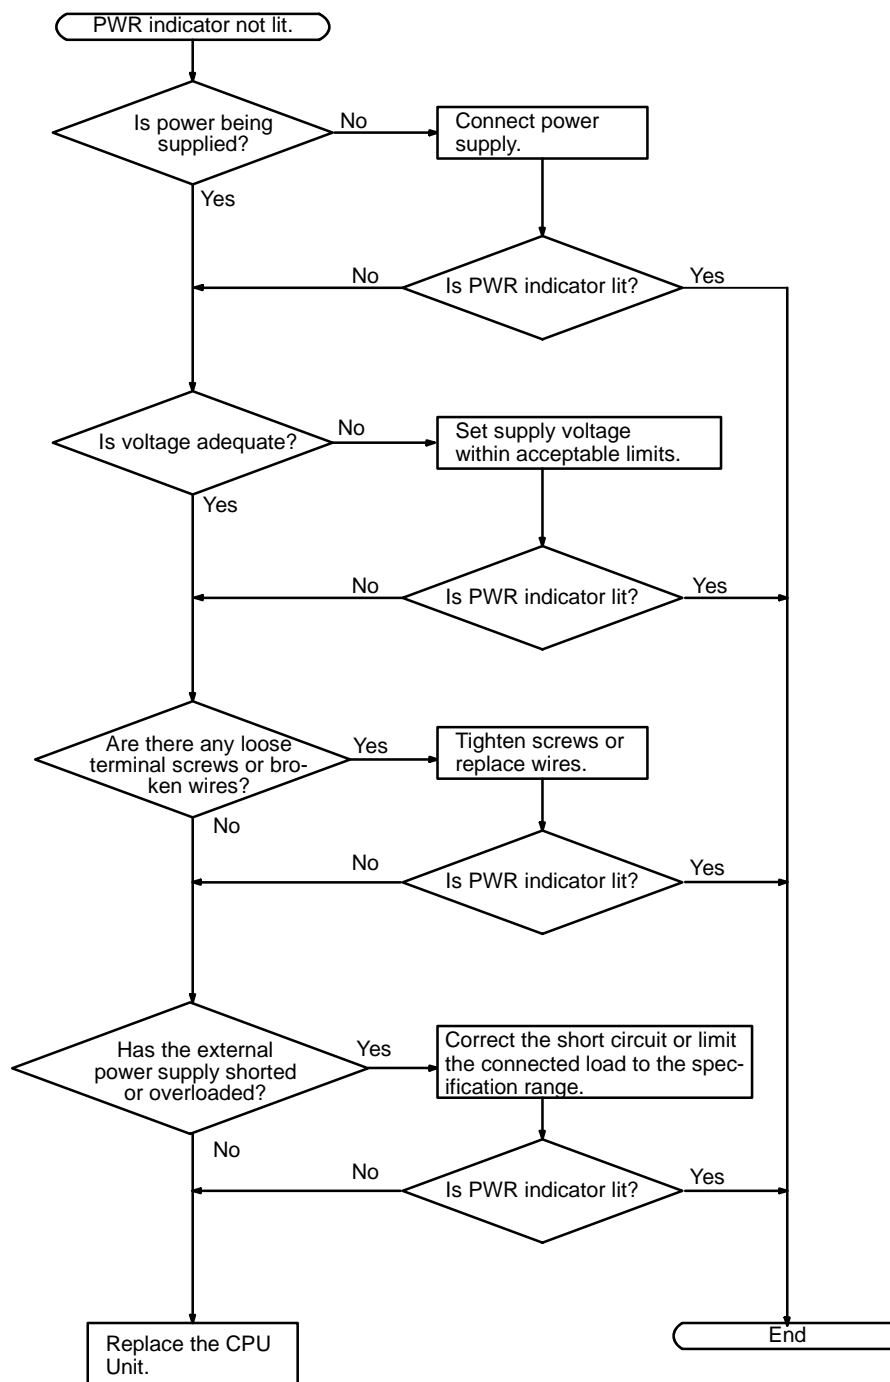 PWR indicator not lit.
Is power being
supplied?
No
Connect power
supply.
Yes
No
Is PWR indicator lit?
Yes
Is voltage adequate?
No
Set supply voltage
within acceptable limits.
Yes
No
Is PWR indicator lit?
Yes
Are there any loose
terminal screws or bro-
ken wires?
Yes
Tighten screws or
replace wires.
No
No
Is PWR indicator lit?
Yes
Has the external
power supply shorted
or overloaded?
Yes
Correct the short circuit or limit
the connected load to the spec-
ification range.
No
No
Is PWR indicator lit?
Yes
Replace the CPU
Unit.
End